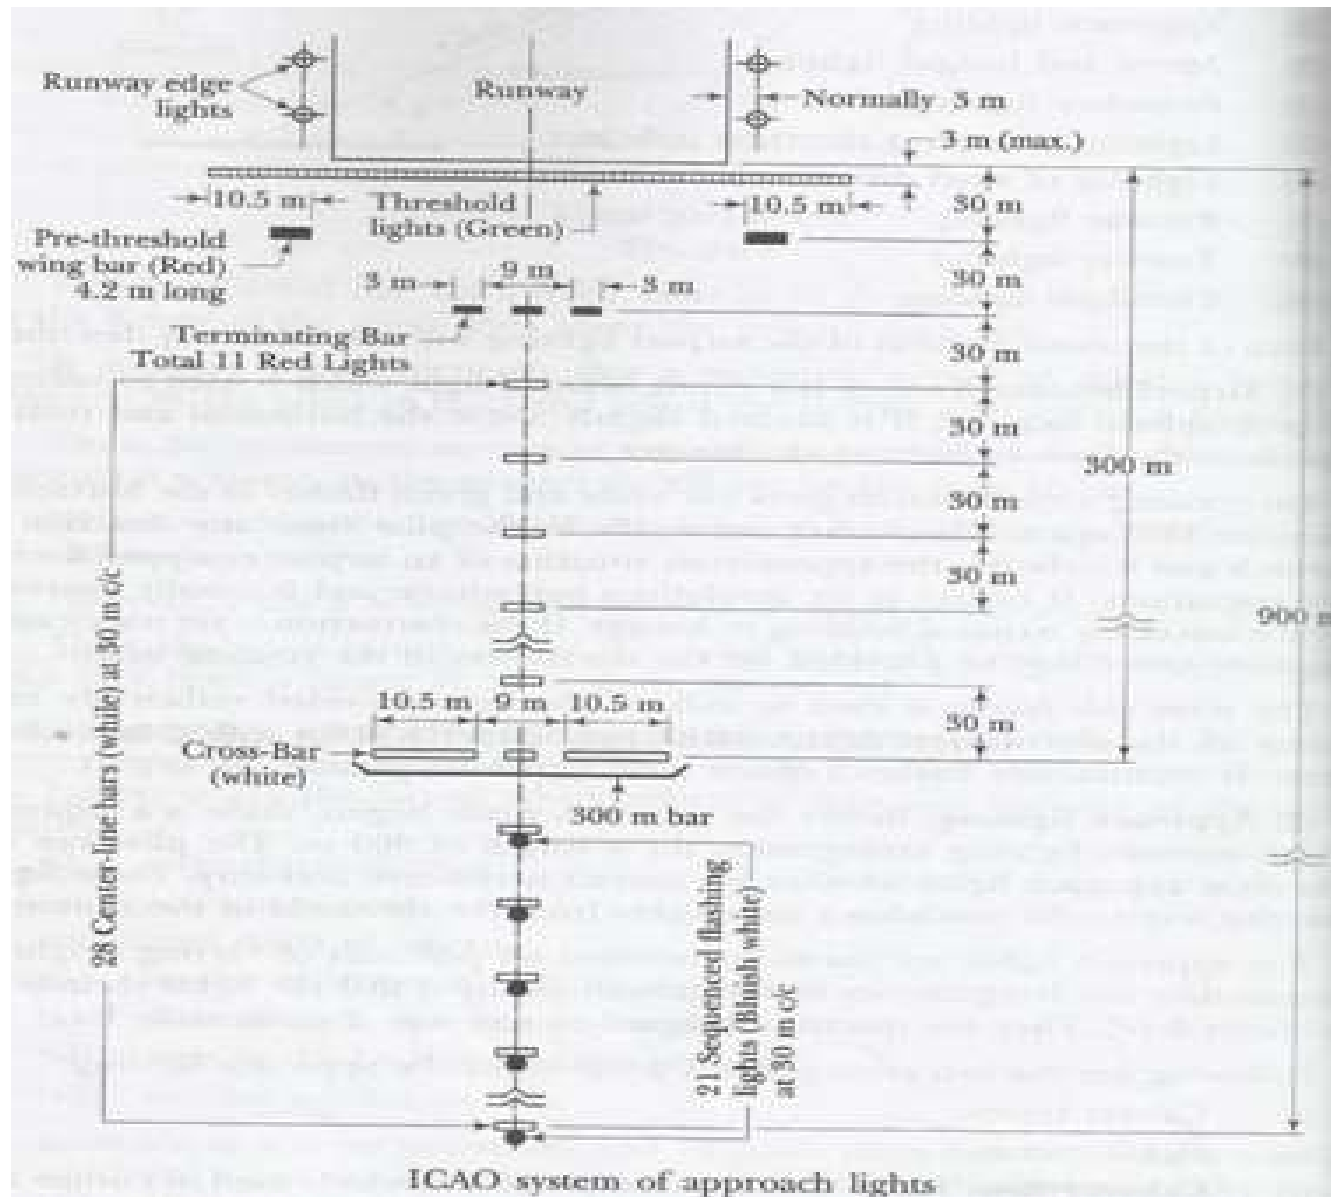 Runway edge
lights
Runway
Normally 3 m
3 m (max.)
10.5 m
Threshold
lights (Green)
10.5 m
30 m
Pre-threshold
wing bar (Red)
4.2 m long
3 m
9 m
3 m
30 m
Terminating Bar
Total 11 Red Lights
30 m
30 m
300 m
30 m
30 m
900 m
28 Center-line bars (white) at 30 m c/c
10.5 m
9 m
10.5 m
30 m
Cross-Bar
(white)
300 m bar
21 Sequenced flashing
lights (Bluish white)
at 30 m c/c
ICAO system of approach lights